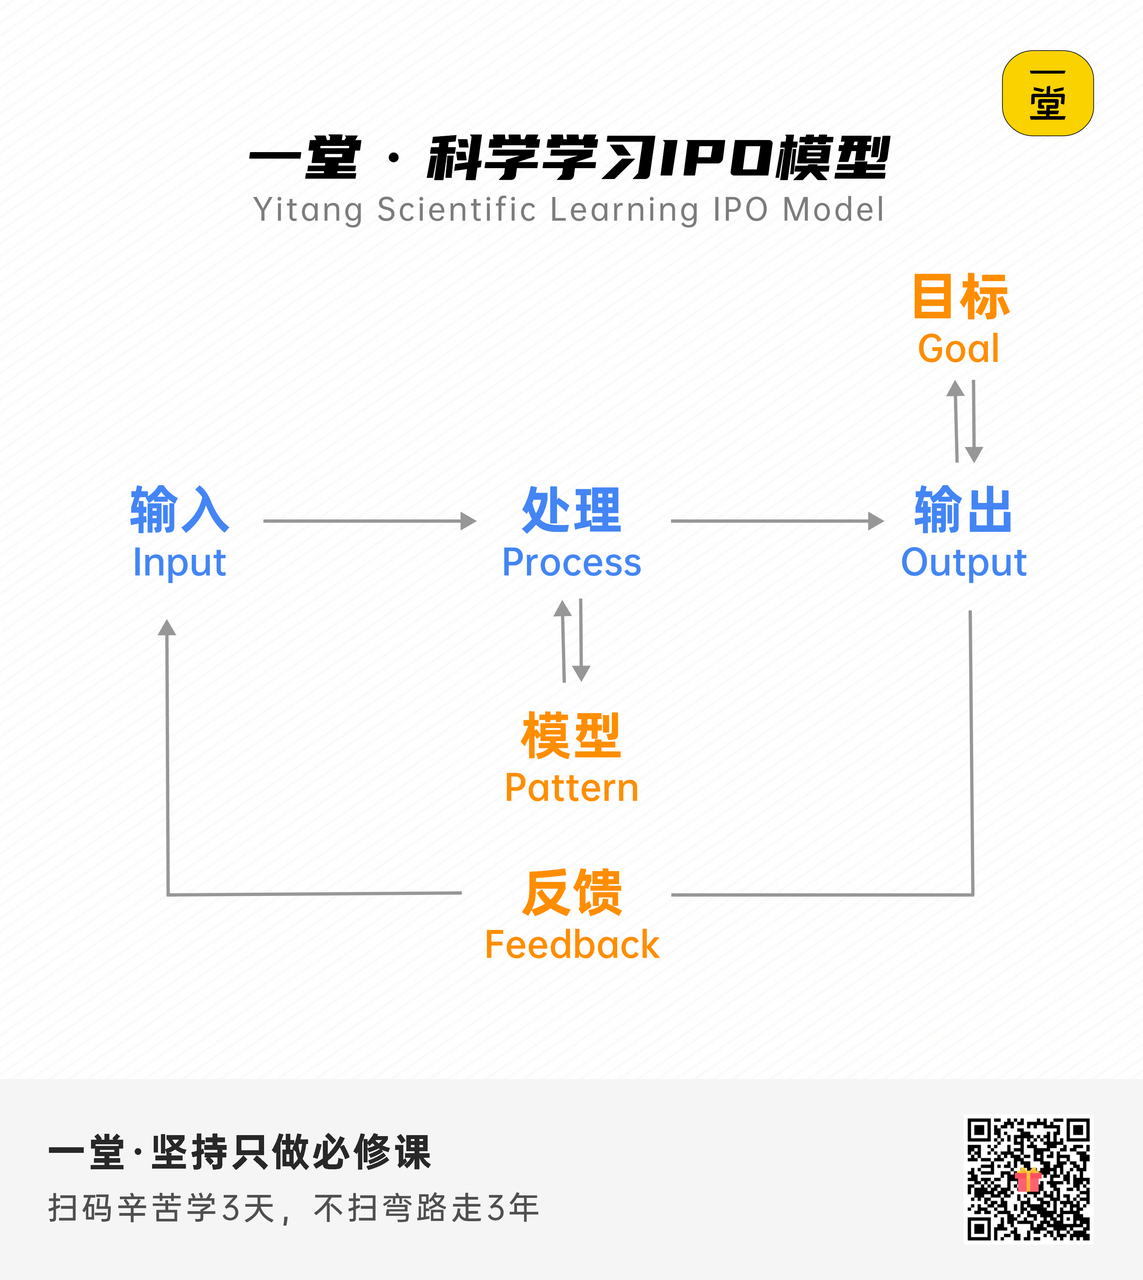 一堂
一堂 · 科学学习IPO模型
Yitang Scientific Learning IPO Model
目标
Goal
输入
Input
处理
Process
输出
Output
模型
Pattern
反馈
Feedback
一堂·坚持只做必修课
扫码辛苦学3天，不扫弯路走3年